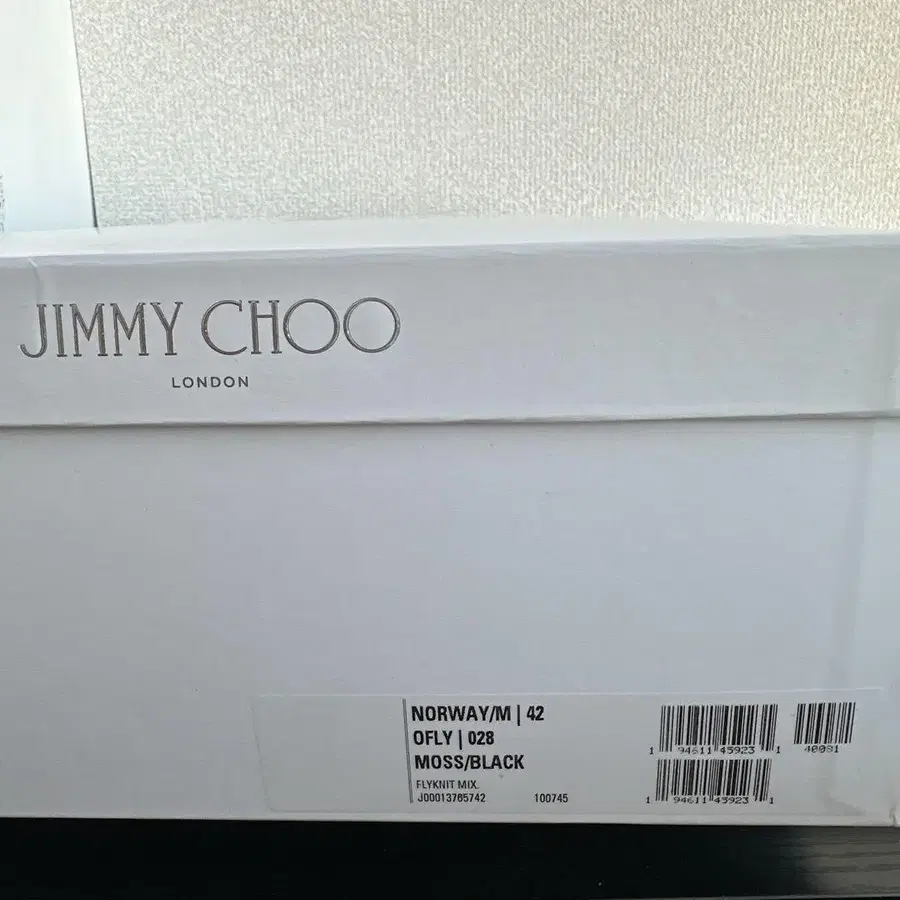 JIMMY CHOO
LONDON
NORWAY/M | 42
OFLY | 028
MOSS/BLACK
FLYKNIT MIX.
J00013765742 100745
1 94611 45923 1 40081
1 94611 45923 1